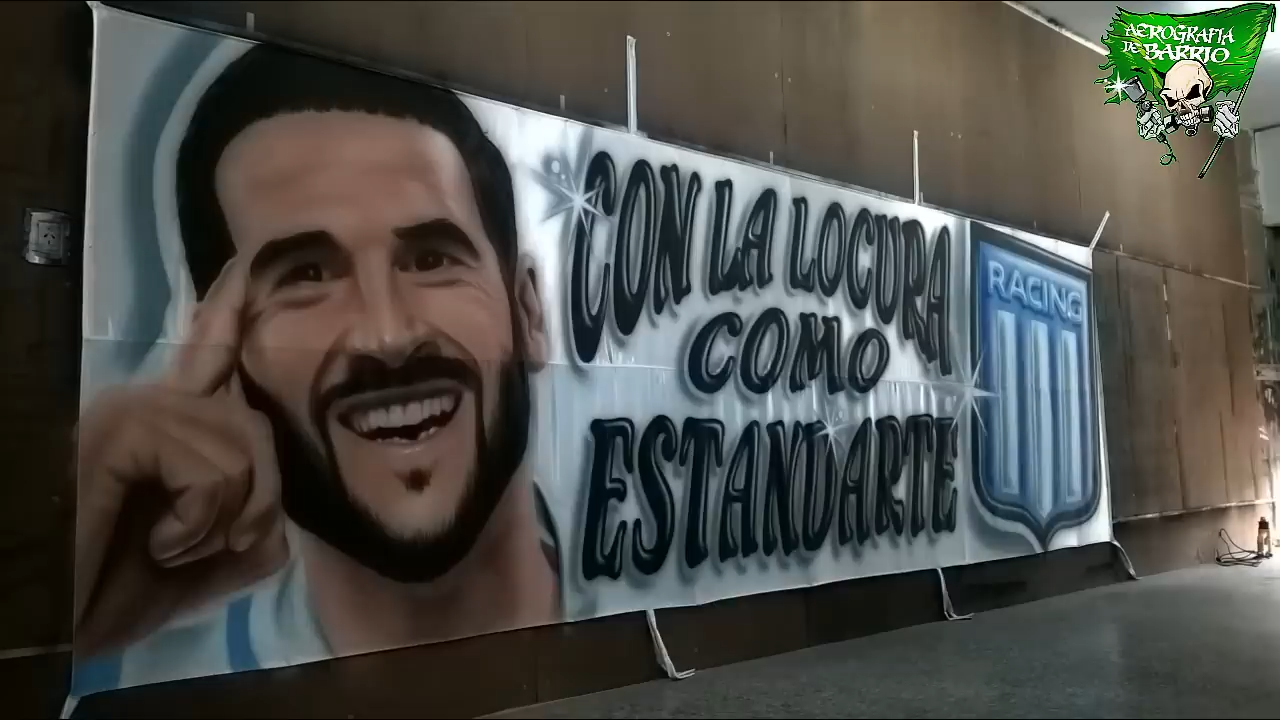 AEROGRAFIA
DE BARRIO
CON LA LOCURA
COMO
ESTANDARTE
RACING